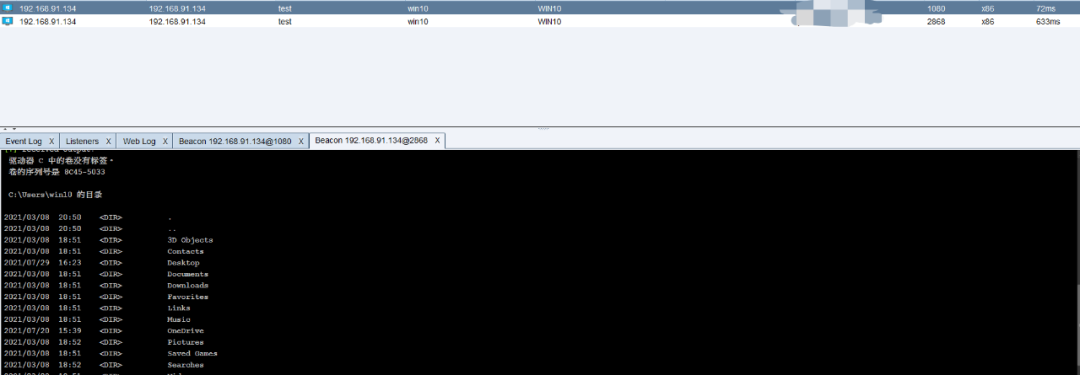 192.168.91.134 192.168.91.134 test win10 WIN10 1080 x86 72ms
192.168.91.134 192.168.91.134 test win10 WIN10 2868 x86 633ms
Event Log X Listeners X Web Log X Beacon 192.168.91.134@1080 X Beacon 192.168.91.134@2868 X
[+] received output:
驱动器 C 中的卷没有标签。
卷的序列号是 8C45-5033
C:\Users\win10 的目录
2021/03/08 20:50 <DIR> .
2021/03/08 20:50 <DIR> ..
2021/03/08 18:51 <DIR> 3D Objects
2021/03/08 18:51 <DIR> Contacts
2021/07/29 16:23 <DIR> Desktop
2021/03/08 18:51 <DIR> Documents
2021/03/08 18:51 <DIR> Downloads
2021/03/08 18:51 <DIR> Favorites
2021/03/08 18:51 <DIR> Links
2021/03/08 18:51 <DIR> Music
2021/07/20 15:39 <DIR> OneDrive
2021/03/08 18:52 <DIR> Pictures
2021/03/08 18:51 <DIR> Saved Games
2021/03/08 18:52 <DIR> Searches